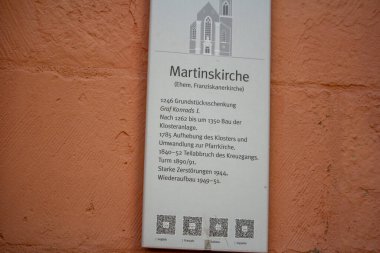 Martinskirche
(Ehem. Franziskanerkirche)
1246 Grundstücksschenkung
Graf Konrads I.
Nach 1262 bis um 1350 Bau der
Klosteranlage.
1785 Aufhebung des Klosters und
Umwandlung zur Pfarrkirche.
1840–52 Teilabbruch des Kreuzgangs.
Turm 1890/91.
Starke Zerstörungen 1944.
Wiederaufbau 1949–51.